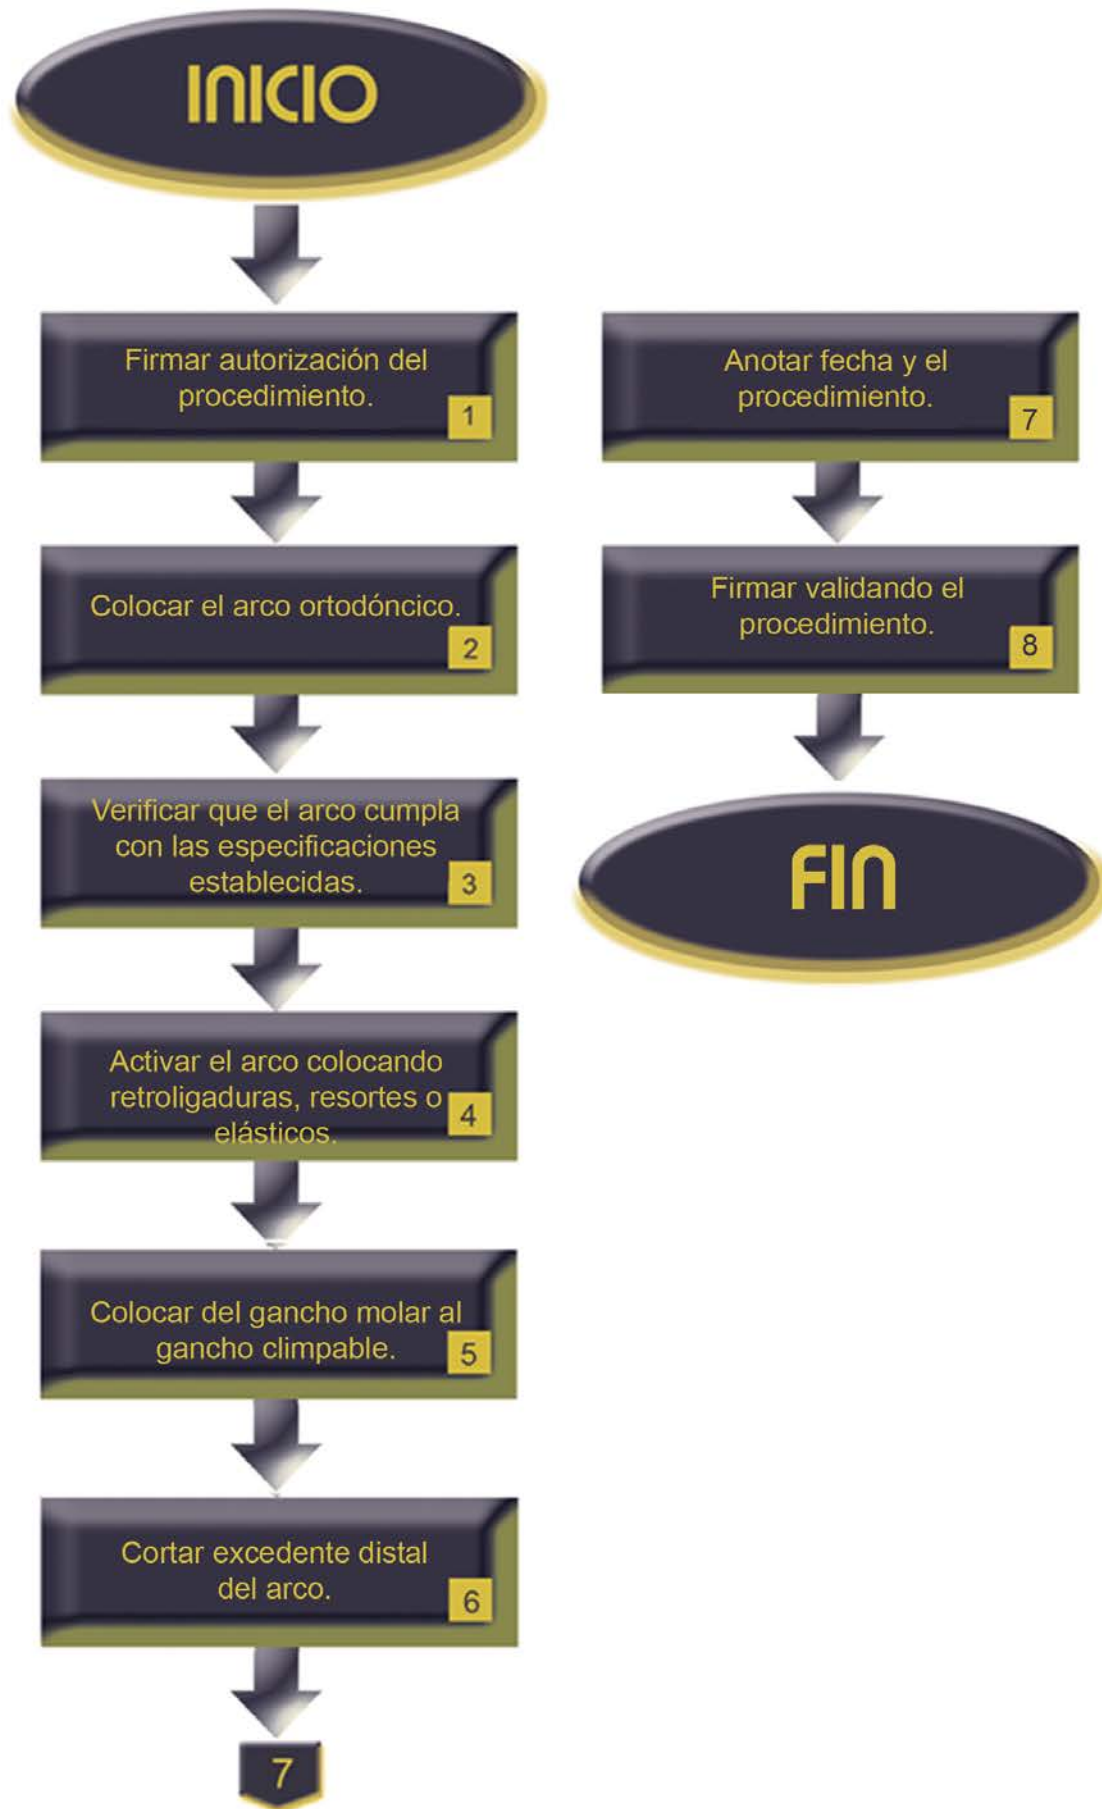 INICIO
Firmar autorización del
procedimiento.
1
Colocar el arco ortodóncico.
2
Verificar que el arco cumpla
con las especificaciones
establecidas.
3
Activar el arco colocando
retroligaduras, resortes o
elásticos.
4
Colocar del gancho molar al
gancho climpable.
5
Cortar excedente distal
del arco.
6
7
Anotar fecha y el
procedimiento.
7
Firmar validando el
procedimiento.
8
FIN